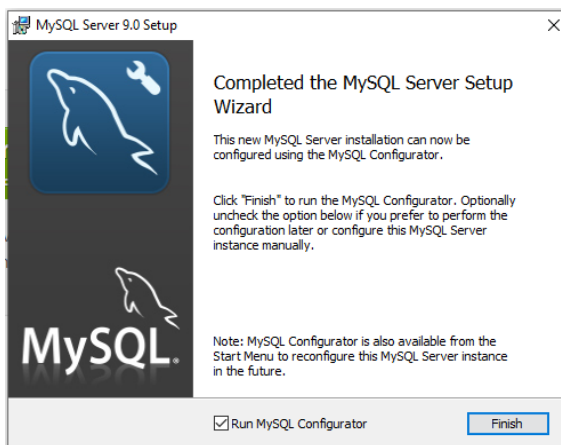 MySQL Server 9.0 Setup
Completed the MySQL Server Setup
Wizard
This new MySQL Server installation can now be
configured using the MySQL Configurator.
Click "Finish" to run the MySQL Configurator. Optionally
uncheck the option below if you prefer to perform the
configuration later or configure this MySQL Server
instance manually.
MySQL.
Note: MySQL Configurator is also available from the
Start Menu to reconfigure this MySQL Server instance
in the future.
Run MySQL Configurator
Finish